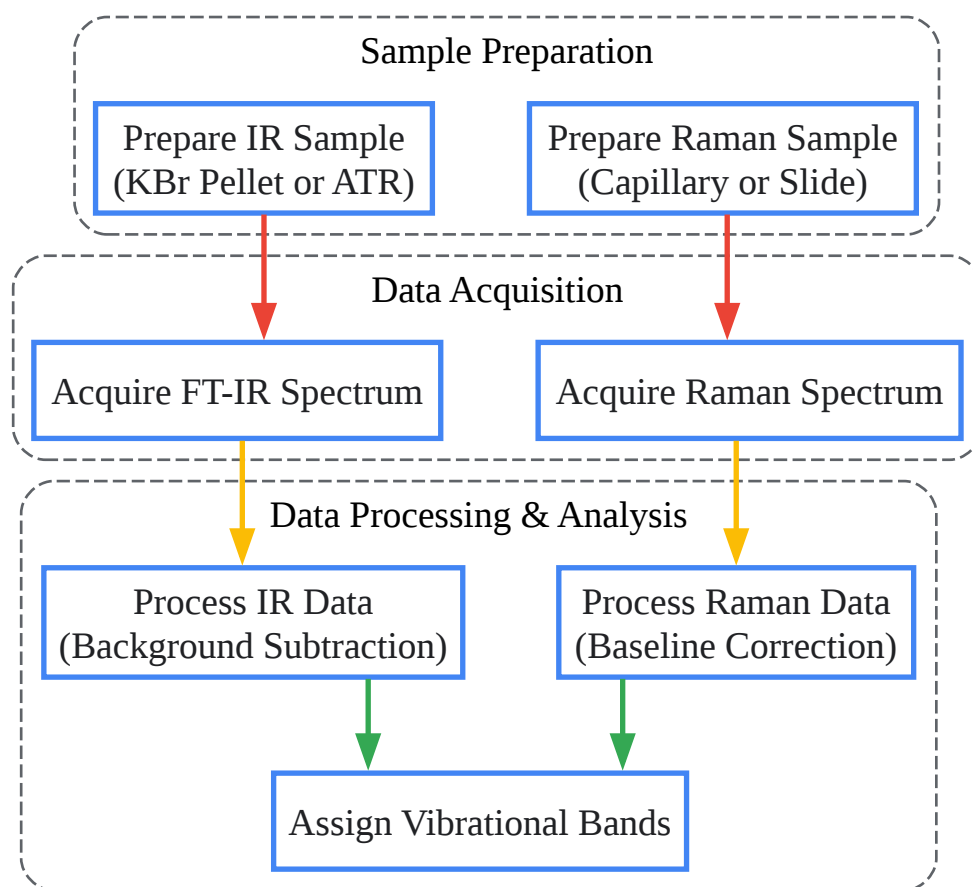 Sample Preparation
Prepare IR Sample
(KBr Pellet or ATR)
Prepare Raman Sample
(Capillary or Slide)
Data Acquisition
Acquire FT-IR Spectrum
Acquire Raman Spectrum
Data Processing & Analysis
Process IR Data
(Background Subtraction)
Process Raman Data
(Baseline Correction)
Assign Vibrational Bands